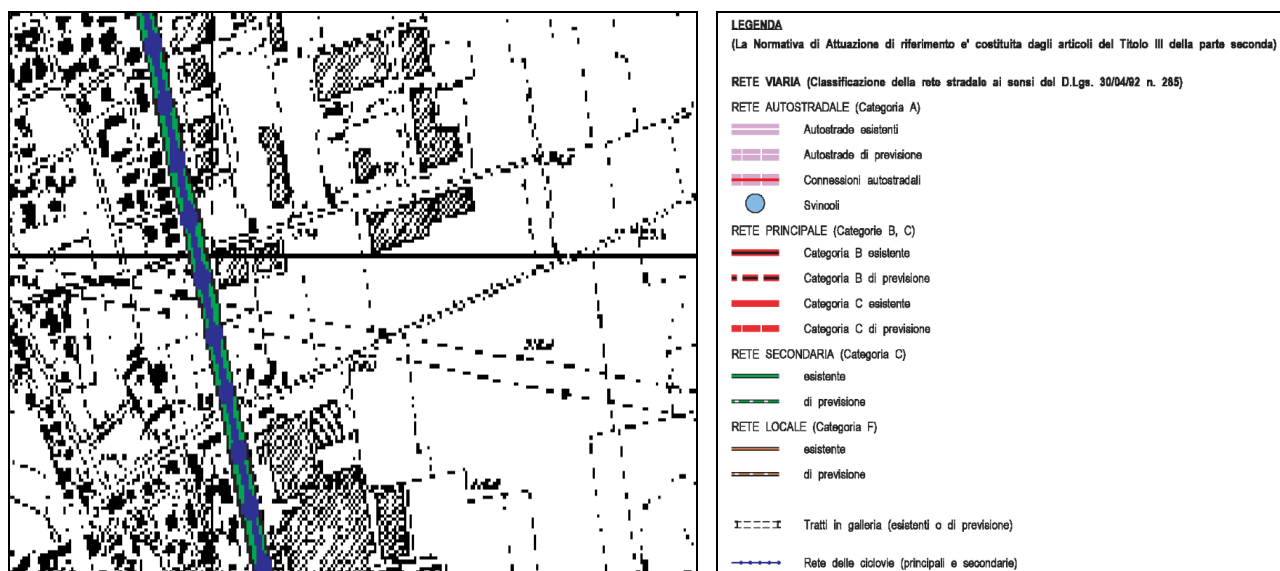 LEGENDA
(La Normativa di Attuazione di riferimento e' costituita dagli articoli del Titolo III della parte seconda)
RETE VIARIA (Classificazione della rete stradale ai sensi del D.Lgs. 30/04/92 n. 285)
RETE AUTOSTRADALE (Categoria A)
Autostrade esistenti
Autostrade di previsione
Connessioni autostradali
Svincoli
RETE PRINCIPALE (Categorie B, C)
Categoria B esistente
Categoria B di previsione
Categoria C esistente
Categoria C di previsione
RETE SECONDARIA (Categoria C)
esistente
di previsione
RETE LOCALE (Categoria F)
esistente
di previsione
Tratti in galleria (esistenti o di previsione)
Rete delle ciclovie (principali e secondarie)